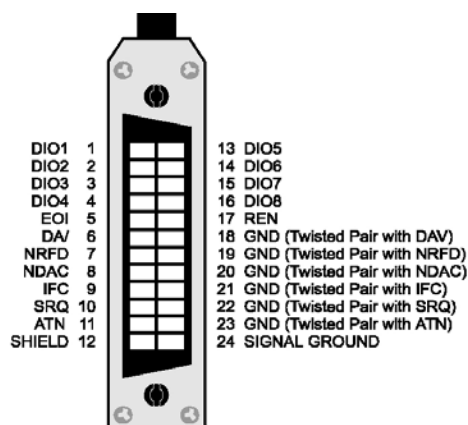 DIO1 1 13 DIO5
DIO2 2 14 DIO6
DIO3 3 15 DIO7
DIO4 4 16 DIO8
EOI 5 17 REN
DA/ 6 18 GND (Twisted Pair with DAV)
NRFD 7 19 GND (Twisted Pair with NRFD)
NDAC 8 20 GND (Twisted Pair with NDAC)
IFC 9 21 GND (Twisted Pair with IFC)
SRQ 10 22 GND (Twisted Pair with SRQ)
ATN 11 23 GND (Twisted Pair with ATN)
SHIELD 12 24 SIGNAL GROUND